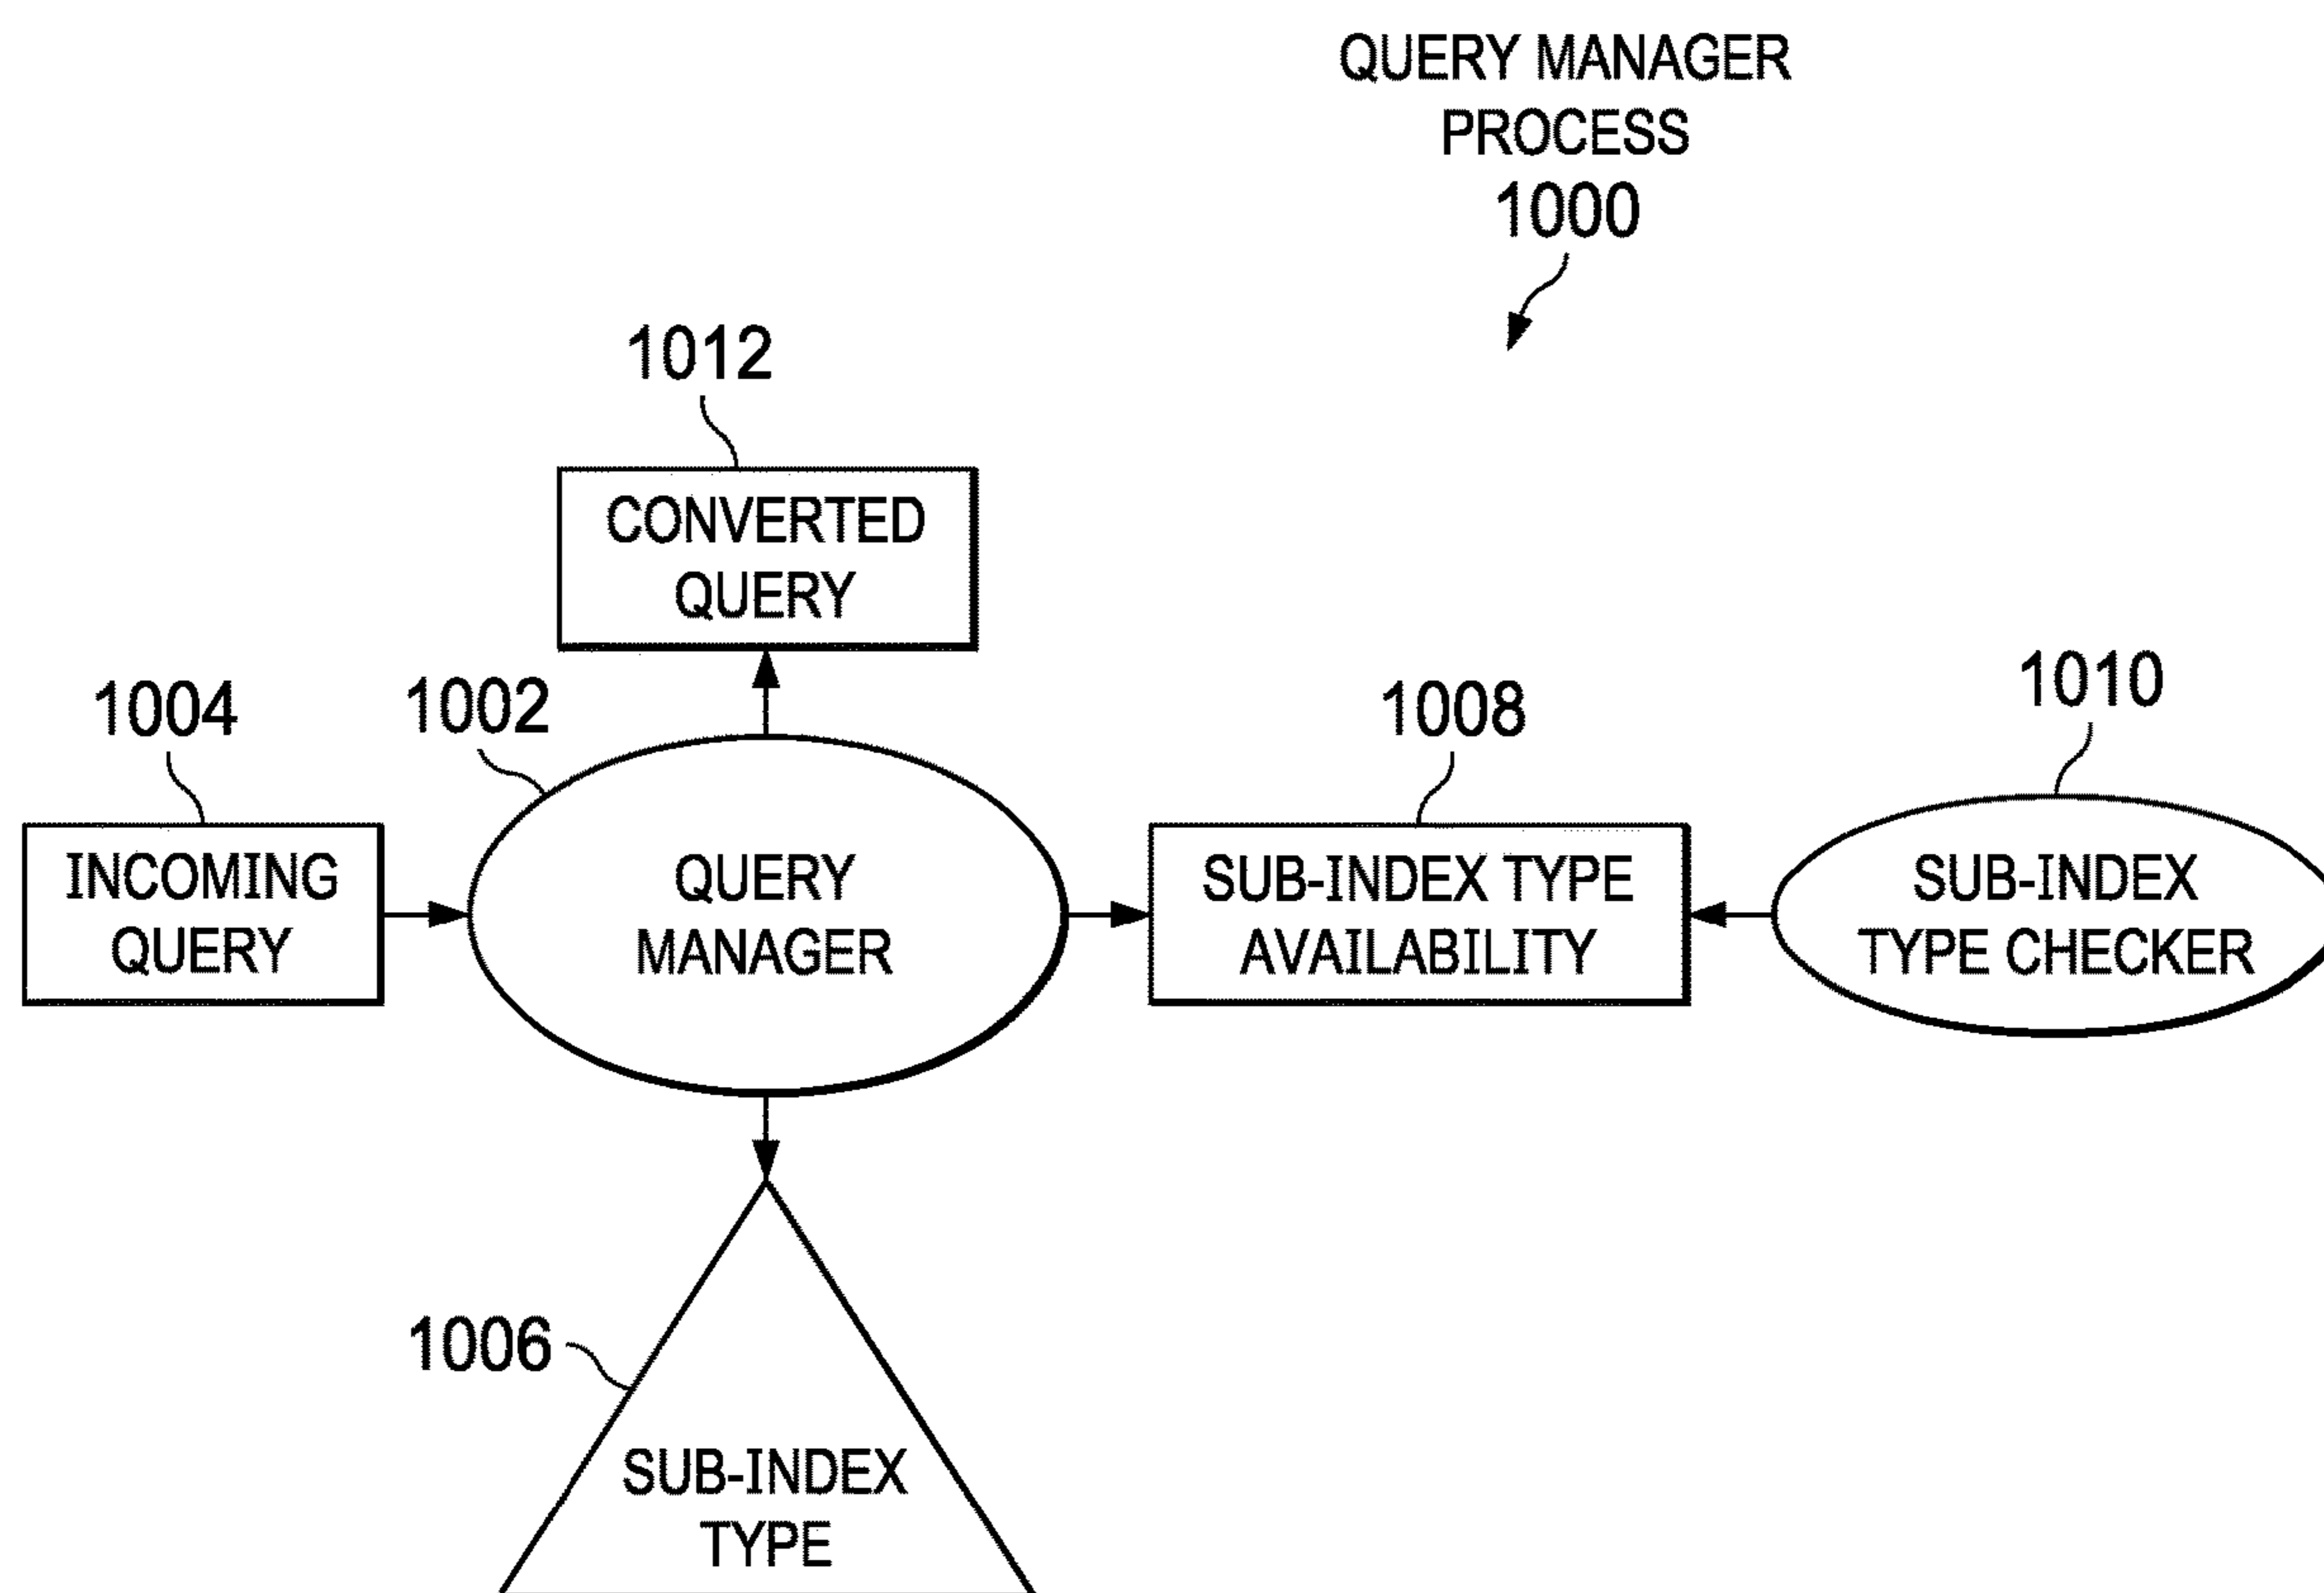 QUERY MANAGER
PROCESS
1000
1012
CONVERTED
QUERY
1004
1002
1008
1010
INCOMING
QUERY
QUERY
MANAGER
SUB-INDEX TYPE
AVAILABILITY
SUB-INDEX
TYPE CHECKER
1006
SUB-INDEX
TYPE